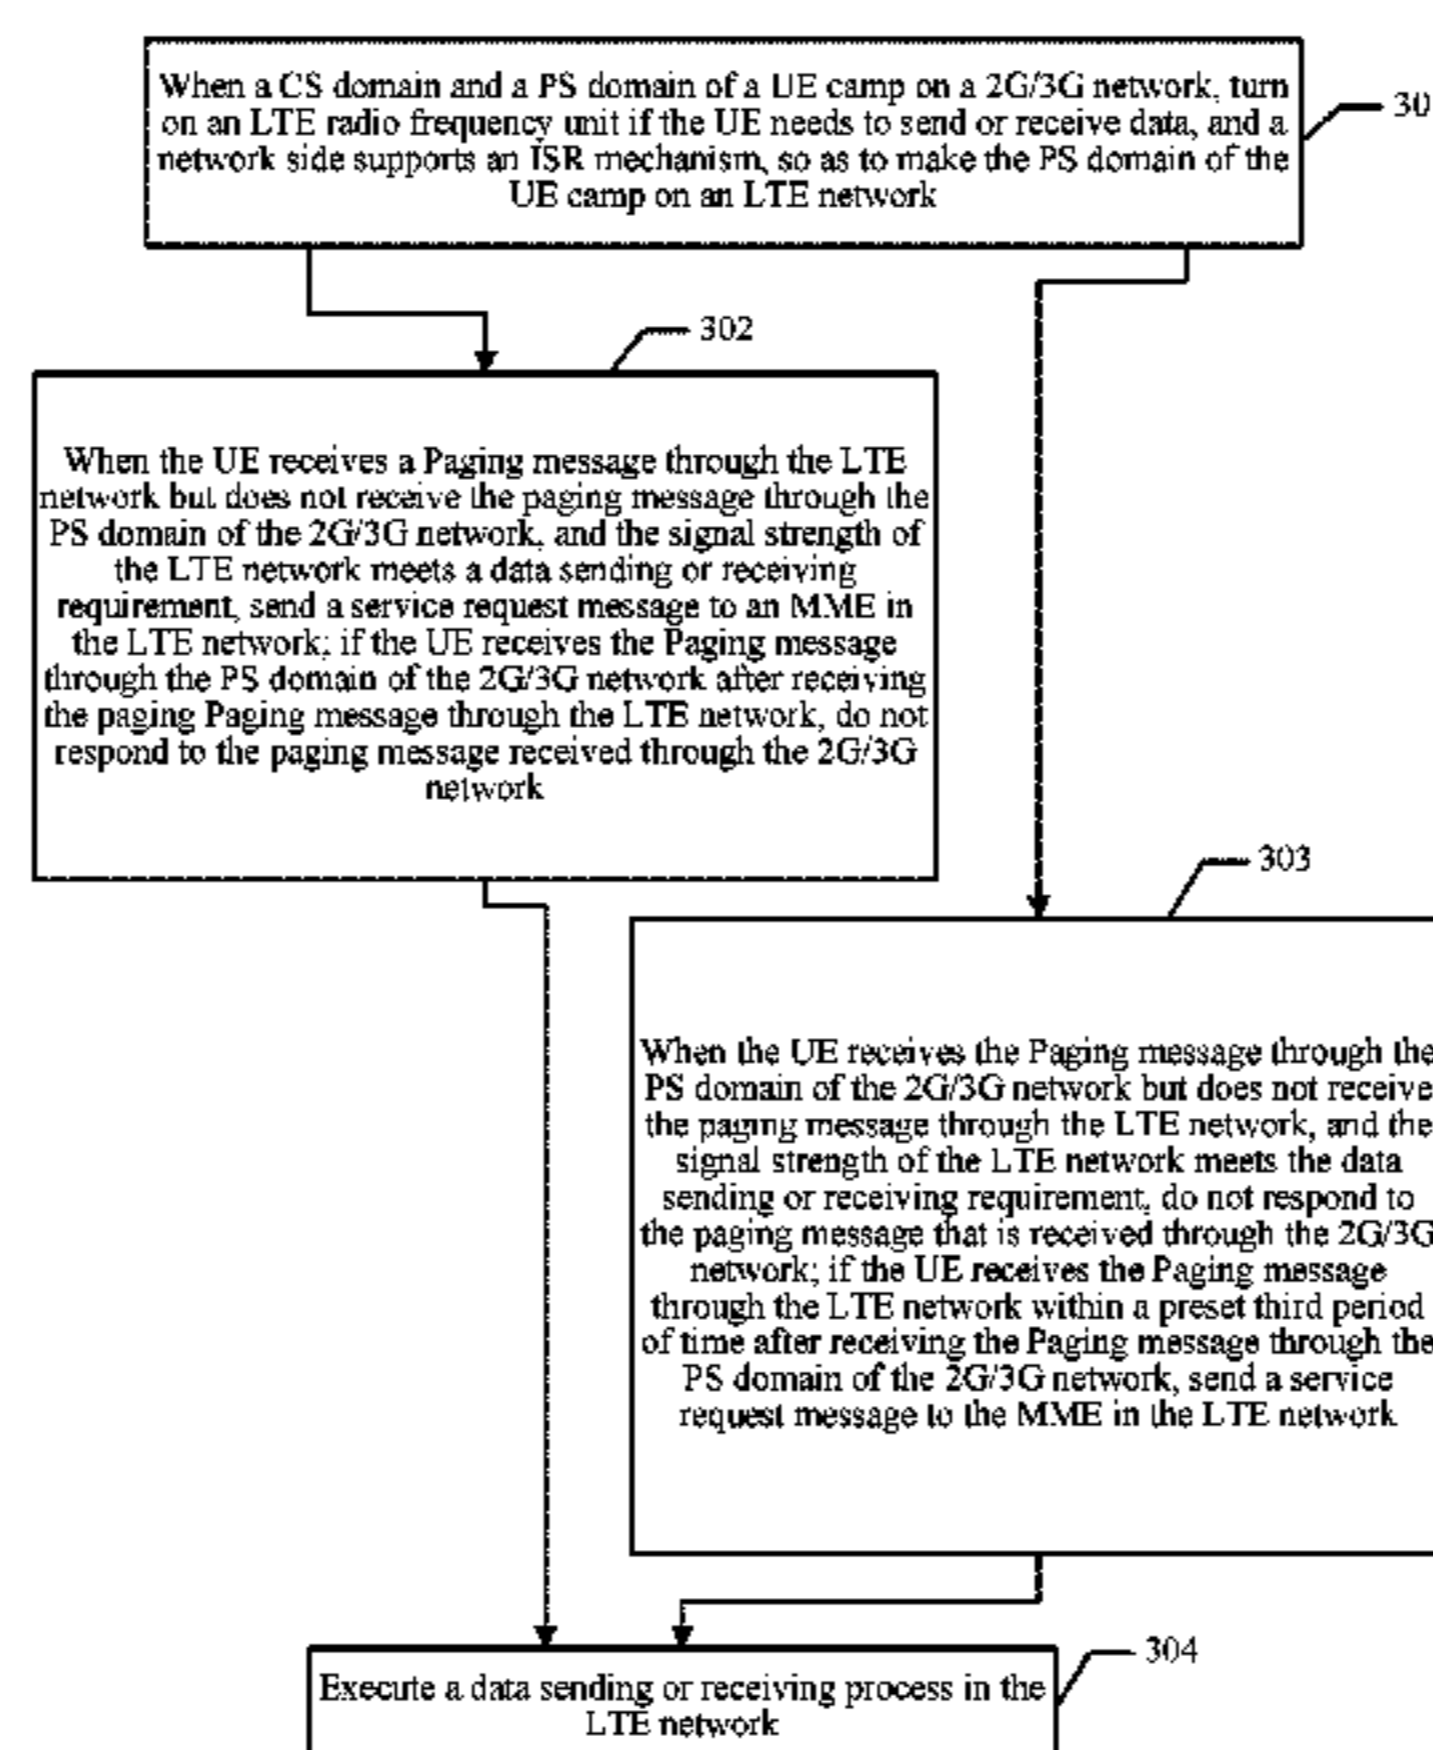 When a CS domain and a PS domain of a UE camp on a 2G/3G network, turn
on an LTE radio frequency unit if the UE needs to send or receive data, and a
network side supports an ISR mechanism, so as to make the PS domain of the
UE camp on an LTE network
30
302
When the UE receives a Paging message through the LTE
network but does not receive the paging message through the
PS domain of the 2G/3G network, and the signal strength of
the LTE network meets a data sending or receiving
requirement, send a service request message to an MME in
the LTE network; if the UE receives the Paging message
through the PS domain of the 2G/3G network after receiving
the paging Paging message through the LTE network, do not
respond to the paging message received through the 2G/3G
network
303
When the UE receives the Paging message through the
PS domain of the 2G/3G network but does not receive
the paging message through the LTE network, and the
signal strength of the LTE network meets the data
sending or receiving requirement, do not respond to
the paging message that is received through the 2G/3G
network; if the UE receives the Paging message
through the LTE network within a preset third period
of time after receiving the Paging message through the
PS domain of the 2G/3G network, send a service
request message to the MME in the LTE network
304
Execute a data sending or receiving process in the
LTE network